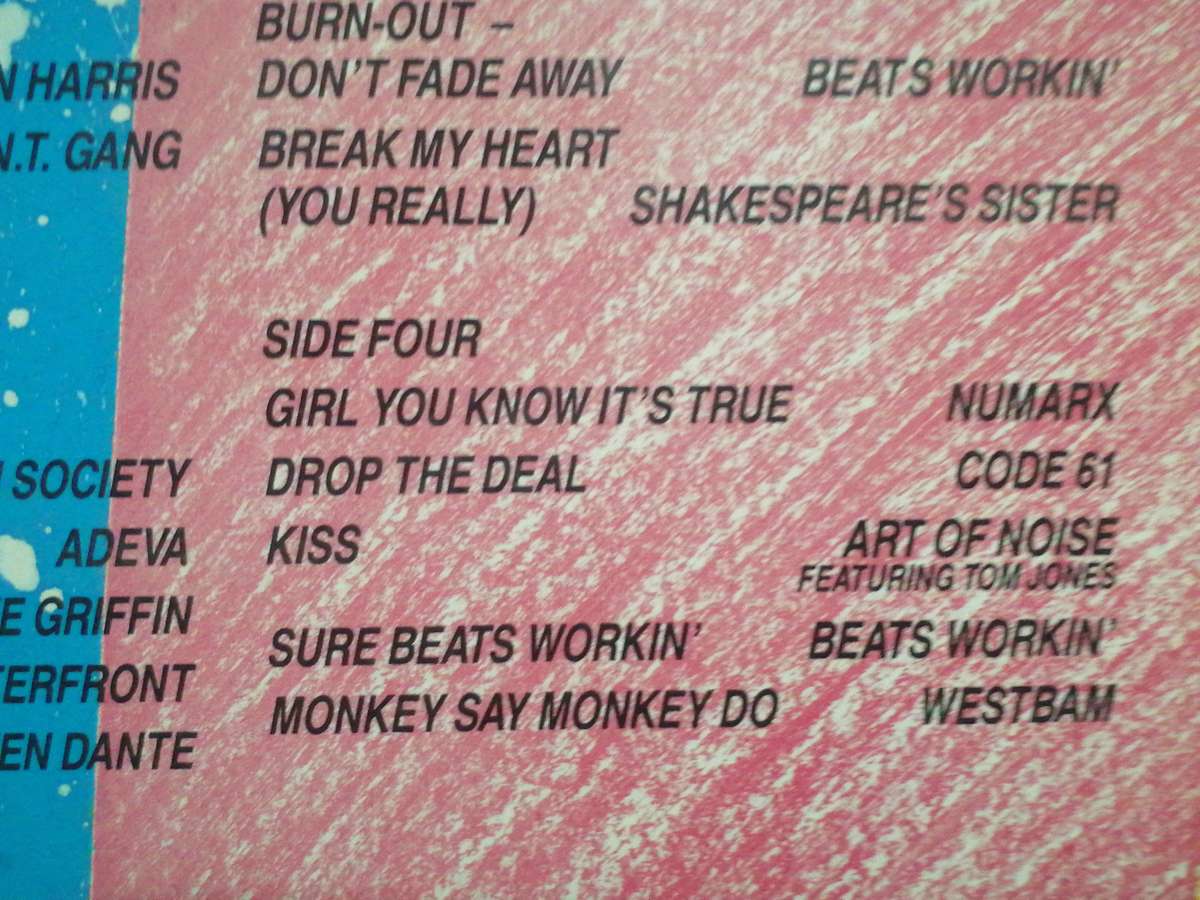 BURN-OUT –
HARRIS DON'T FADE AWAY BEATS WORKIN'
GANG BREAK MY HEART
(YOU REALLY) SHAKESPEARE'S SISTER
SIDE FOUR
GIRL YOU KNOW IT'S TRUE NUMARX
SOCIETY DROP THE DEAL CODE 61
ADEVA KISS ART OF NOISE
FEATURING TOM JONES
GRIFFIN SURE BEATS WORKIN' BEATS WORKIN'
MONKEY SAY MONKEY DO WESTBAM
DANTE